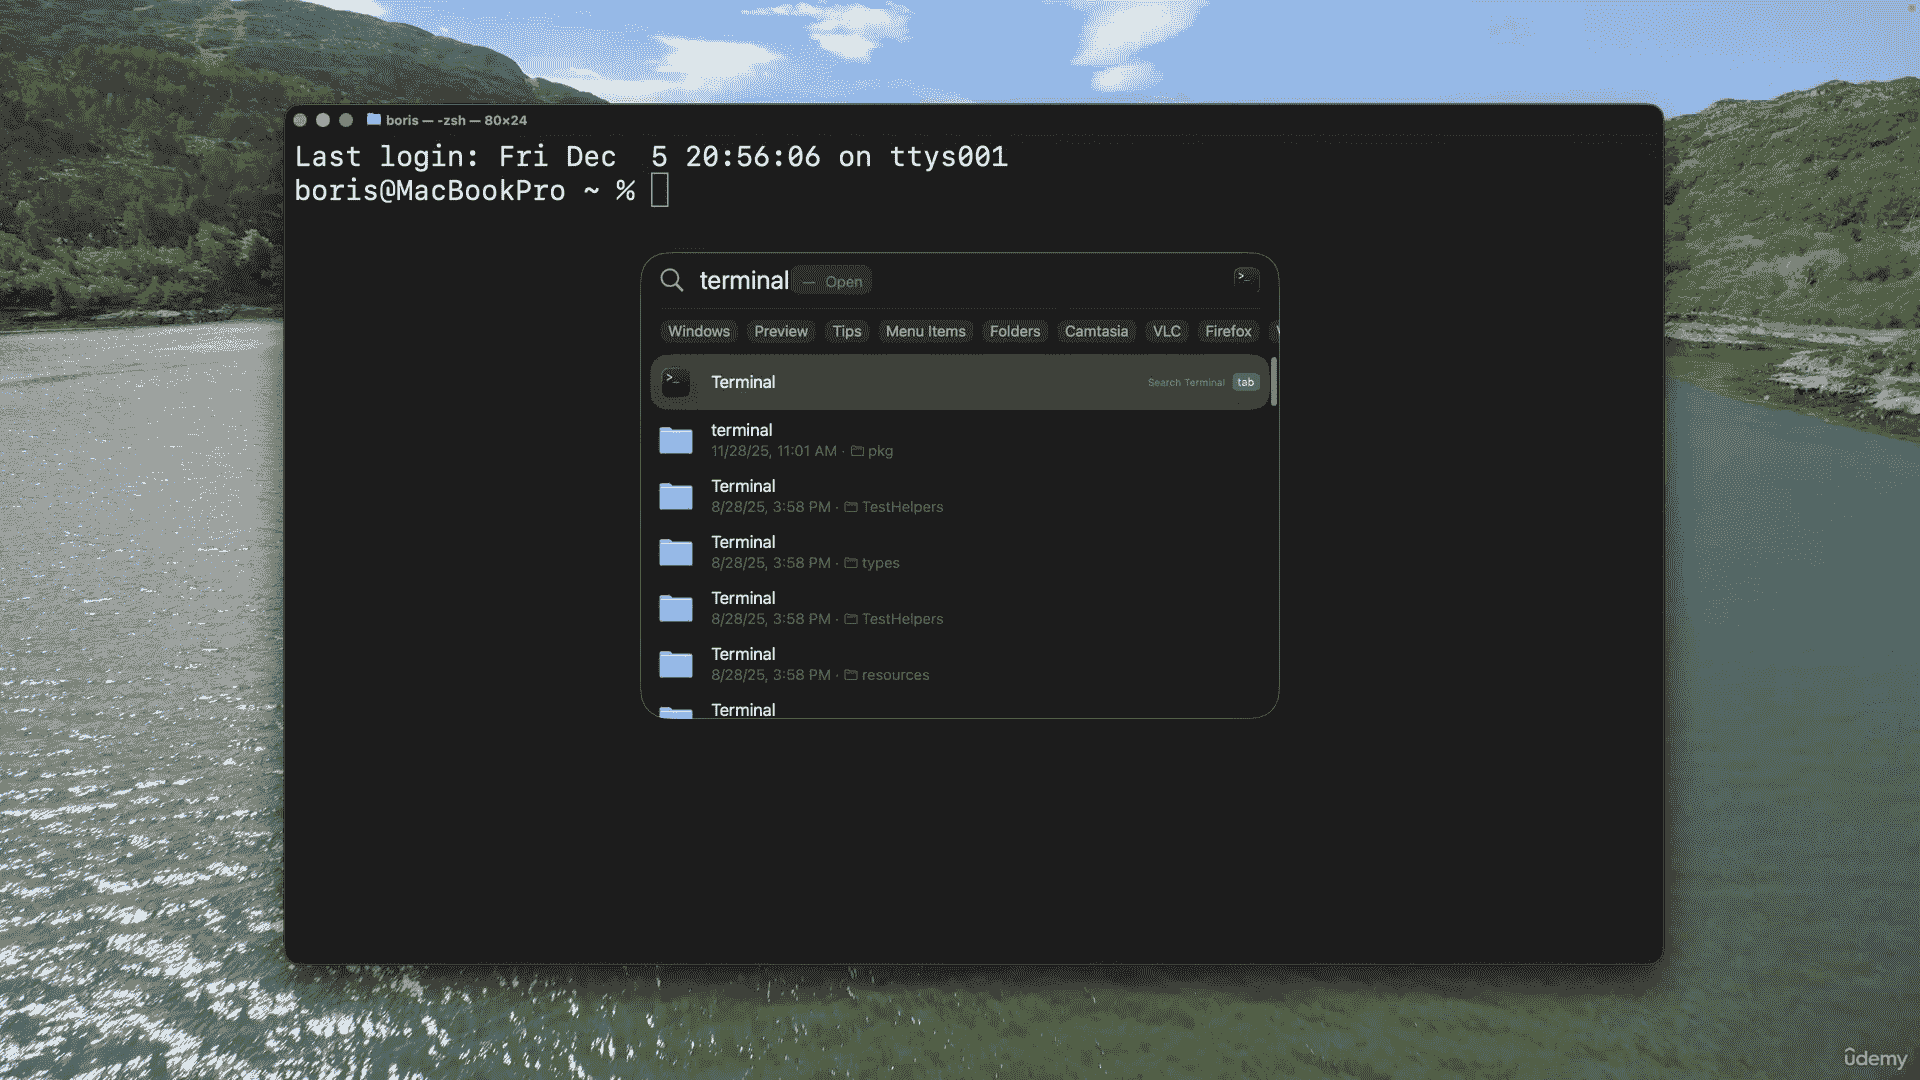 boris — -zsh — 80×24
Last login: Fri Dec  5 20:56:06 on ttys001
boris@MacBookPro ~ %
terminal — Open
Windows Preview Tips Menu Items Folders Camtasia VLC Firefox
Terminal Search Terminal tab
terminal
11/28/25, 11:01 AM · pkg
Terminal
8/28/25, 3:58 PM · TestHelpers
Terminal
8/28/25, 3:58 PM · types
Terminal
8/28/25, 3:58 PM · TestHelpers
Terminal
8/28/25, 3:58 PM · resources
Terminal
ûdemy